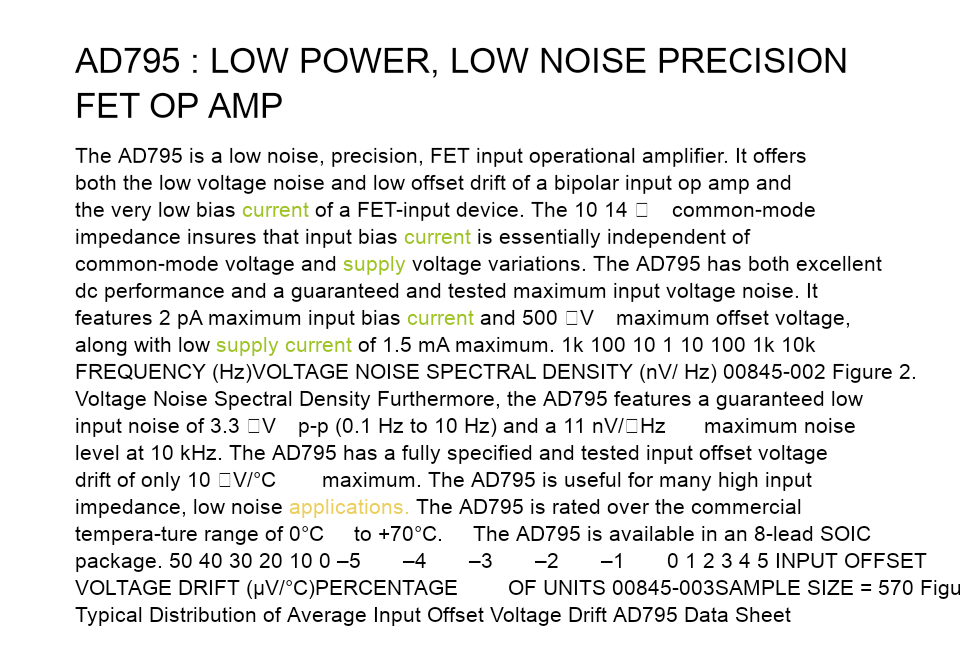 AD795 : LOW POWER, LOW NOISE PRECISION
FET OP AMP
The AD795 is a low noise, precision, FET input operational amplifier. It offers
both the low voltage noise and low offset drift of a bipolar input op amp and
the very low bias current of a FET-input device. The 10 14 □ common-mode
impedance insures that input bias current is essentially independent of
common-mode voltage and supply voltage variations. The AD795 has both excellent
dc performance and a guaranteed and tested maximum input voltage noise. It
features 2 pA maximum input bias current and 500 □V maximum offset voltage,
along with low supply current of 1.5 mA maximum. 1k 100 10 1 10 100 1k 10k
FREQUENCY (Hz)VOLTAGE NOISE SPECTRAL DENSITY (nV/ Hz) 00845-002 Figure 2.
Voltage Noise Spectral Density Furthermore, the AD795 features a guaranteed low
input noise of 3.3 □V p-p (0.1 Hz to 10 Hz) and a 11 nV/□Hz maximum noise
level at 10 kHz. The AD795 has a fully specified and tested input offset voltage
drift of only 10 □V/°C maximum. The AD795 is useful for many high input
impedance, low noise applications. The AD795 is rated over the commercial
tempera-ture range of 0°C to +70°C. The AD795 is available in an 8-lead SOIC
package. 50 40 30 20 10 0 –5 –4 –3 –2 –1 0 1 2 3 4 5 INPUT OFFSET
VOLTAGE DRIFT (µV/°C)PERCENTAGE OF UNITS 00845-003SAMPLE SIZE = 570 Figu
Typical Distribution of Average Input Offset Voltage Drift AD795 Data Sheet